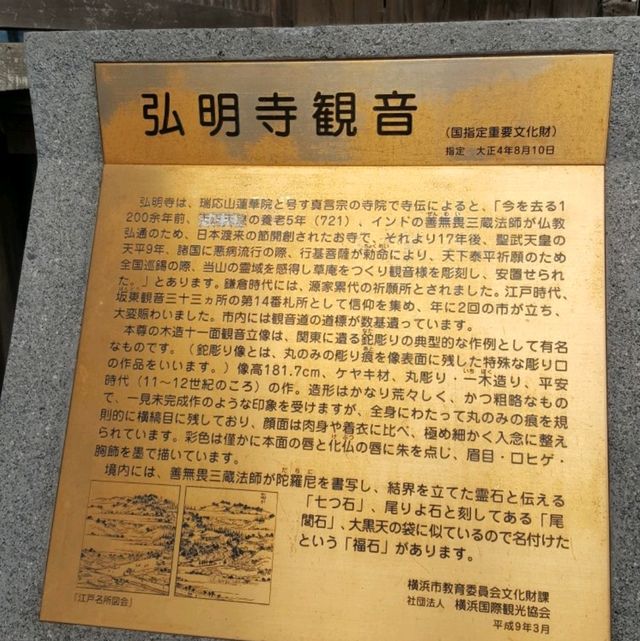 弘明寺観音
（国指定重要文化財）
指定　大正4年8月10日
弘明寺は、瑞応山蓮華院と号す真言宗の寺院で寺伝によると、「今を去る1
200余年前、の養老5年（721）、インドの善無畏三蔵法師が仏教
弘通のため、日本渡来の節開創されたお寺で、それより17年後、聖武天皇の
天平9年、諸国に悪病流行の際、行基菩薩が勅命により、天下泰平祈願のため
全国巡錫の際、当山の霊域を感得し草庵をつくり観音様を彫刻し、安置せられ
た。」とあります。鎌倉時代には、源家累代の祈願所とされました。江戸時代、
坂東観音三十三ヵ所の第14番札所として信仰を集め、年に2回の市が立ち、
大変賑わいました。市内には観音道の道標が数基遺っています。
本尊の木造十一面観音立像は、関東に遺る鉈彫りの典型的な作例として有名
なものです。（鉈彫り像とは、丸のみの彫り痕を像表面に残した特殊な彫り口
の作品をいいます。）像高181.7cm、ケヤキ材、丸彫り・一木造り、平安
時代（11～12世紀のころ）の作。造形はかなり荒々しく、かつ粗略なもの
で、一見未完成作のような印象を受けますが、全身にわたって丸のみの痕を規
則的に横縞目に残しており、顔面は肉身や着衣に比べ、極め細かく入念に整え
られています。彩色は僅かに本面の唇と化仏の唇に朱を点じ、眉目・口ヒゲ・
胸飾を墨で描いています。
境内には、善無畏三蔵法師が陀羅尼を書写し、結界を立てた霊石と伝える
「七つ石」、尾りよ石と刻してある「尾
閭石」、大黒天の袋に似ているので名付けた
という「福石」があります。
「江戸名所図会」
横浜市教育委員会文化財課
社団法人　横浜国際観光協会
平成9年3月